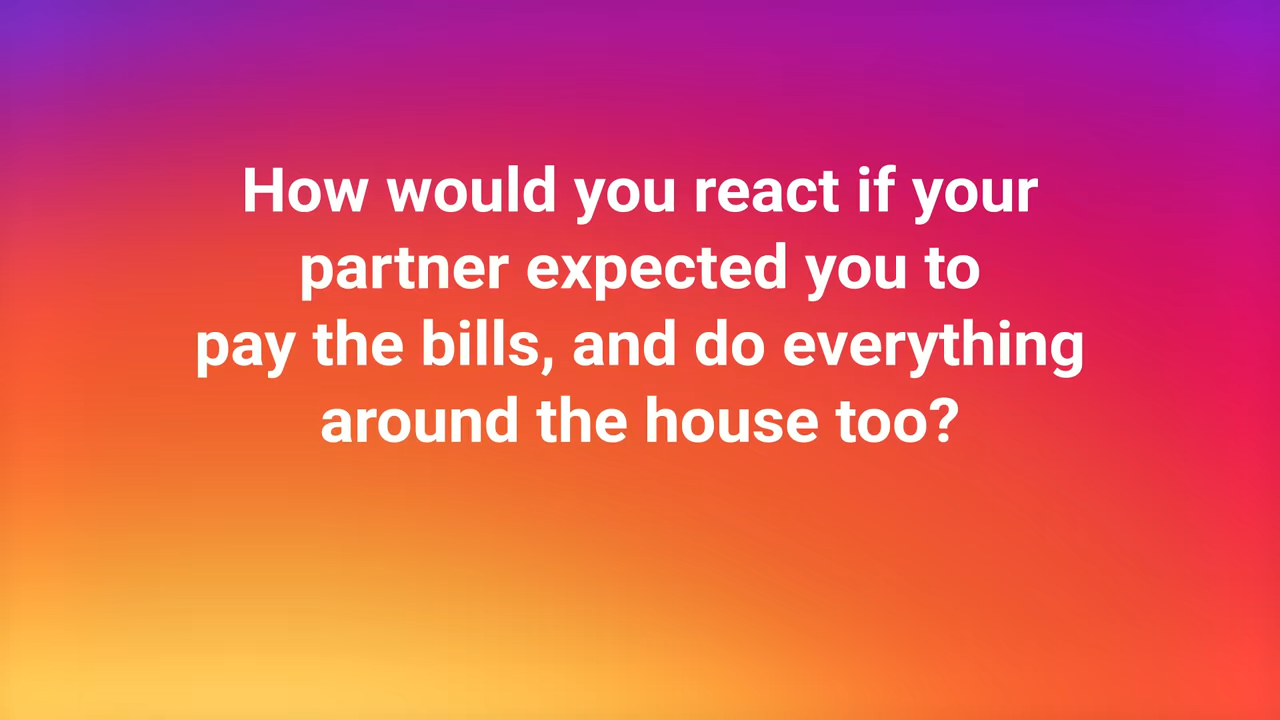 How would you react if your
partner expected you to
pay the bills, and do everything
around the house too?